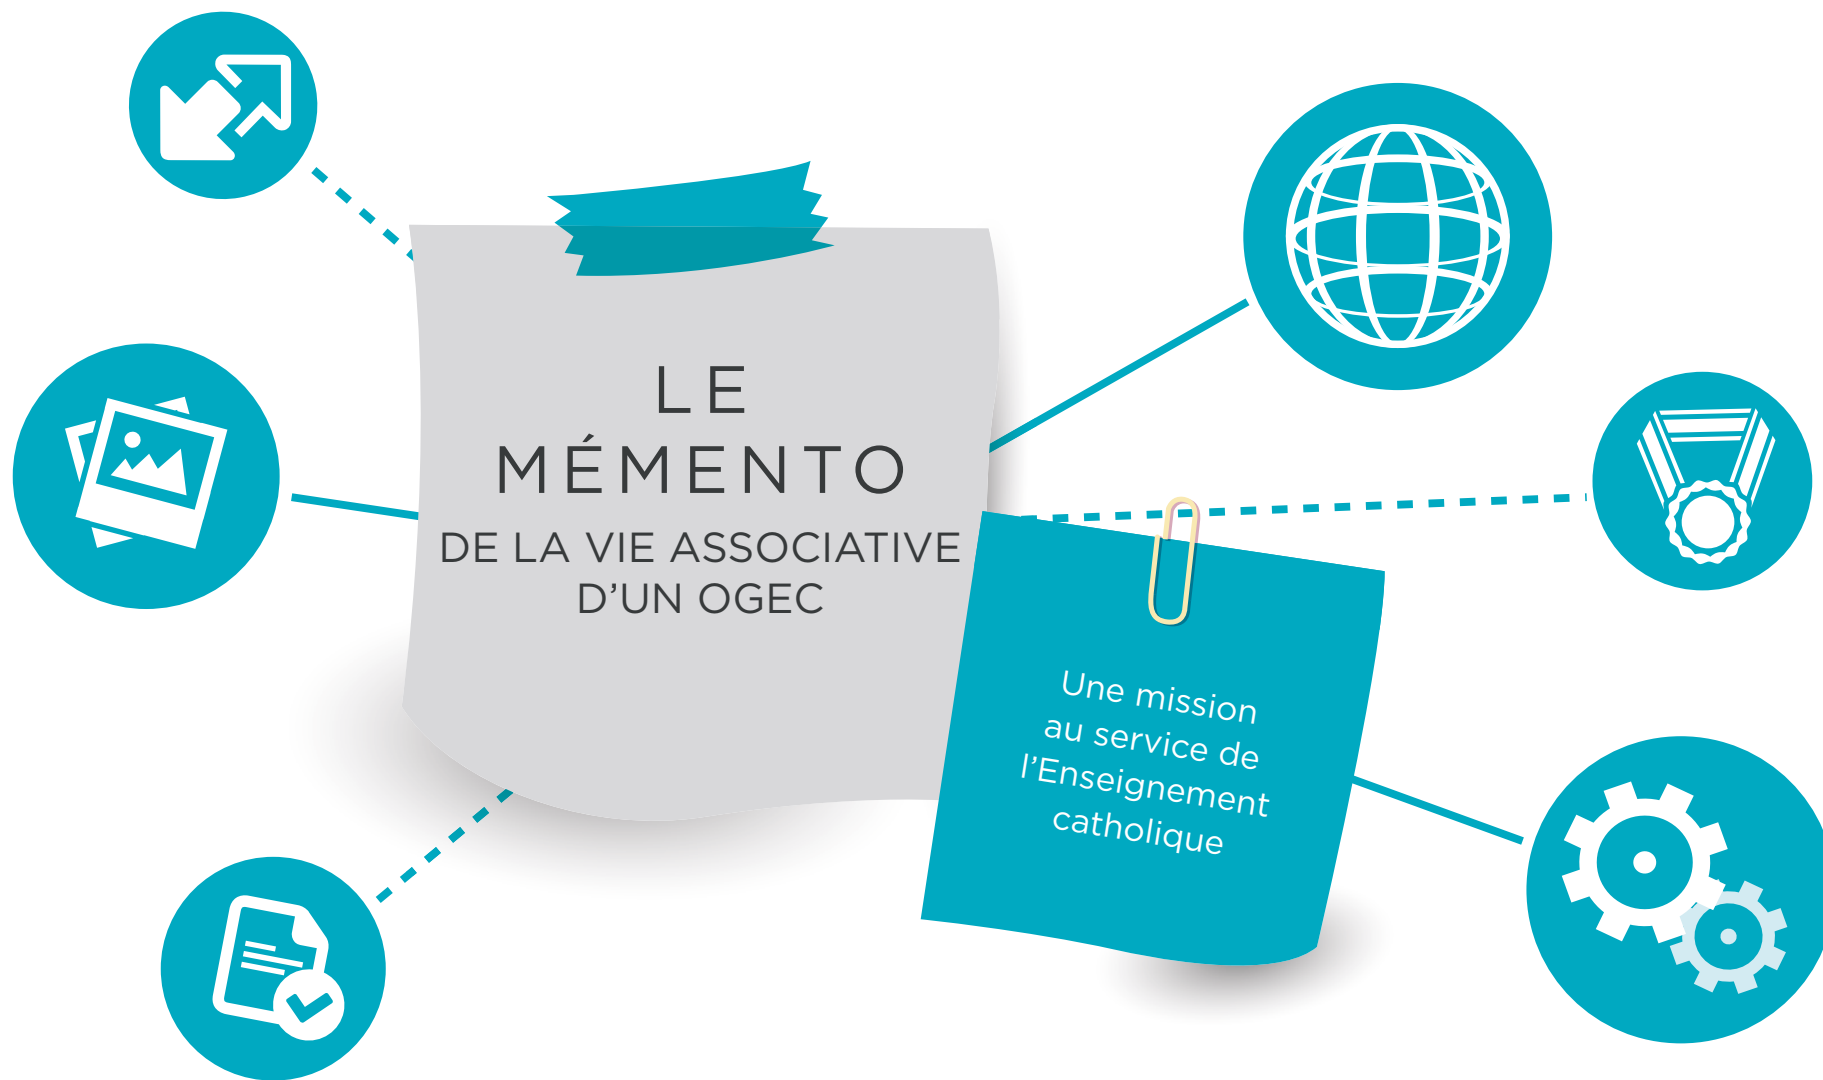 LE
MÉMENTO
DE LA VIE ASSOCIATIVE
D’UN OGEC
Une mission
au service de
l’Enseignement
catholique